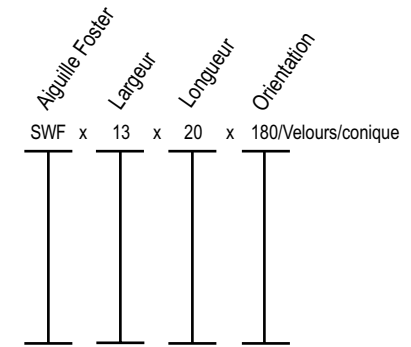 Aiguille Foster
Largeur
Longueur
Orientation
SWF x 13 x 20 x 180/Velours/conique